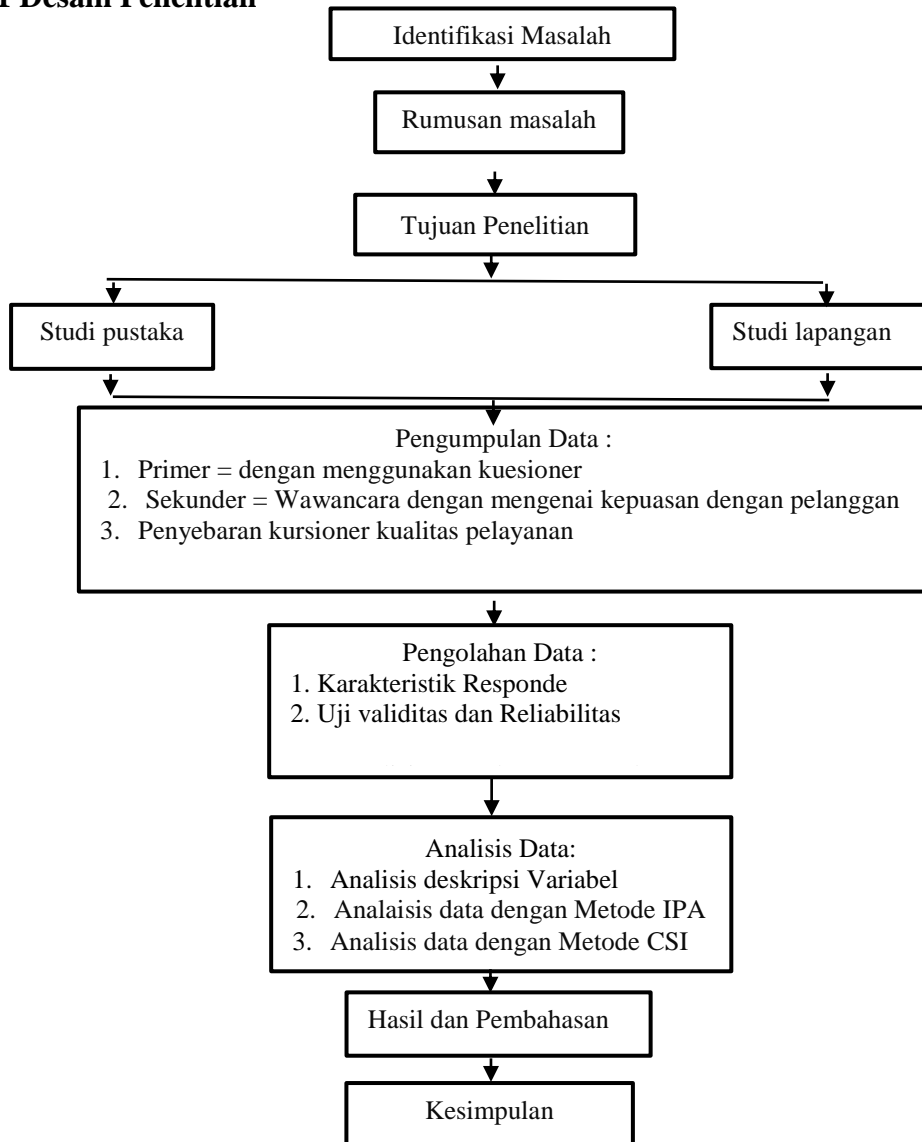 Desain Penelitian
Identifikasi Masalah
Rumusan masalah
Tujuan Penelitian
Studi pustaka
Studi lapangan
Pengumpulan Data :
1. Primer = dengan menggunakan kuesioner
2. Sekunder = Wawancara dengan mengenai kepuasan dengan pelanggan
3. Penyebaran kursioner kualitas pelayanan
Pengolahan Data :
1. Karakteristik Responde
2. Uji validitas dan Reliabilitas
Analisis Data:
1. Analisis deskripsi Variabel
2. Analaisis data dengan Metode IPA
3. Analisis data dengan Metode CSI
Hasil dan Pembahasan
Kesimpulan